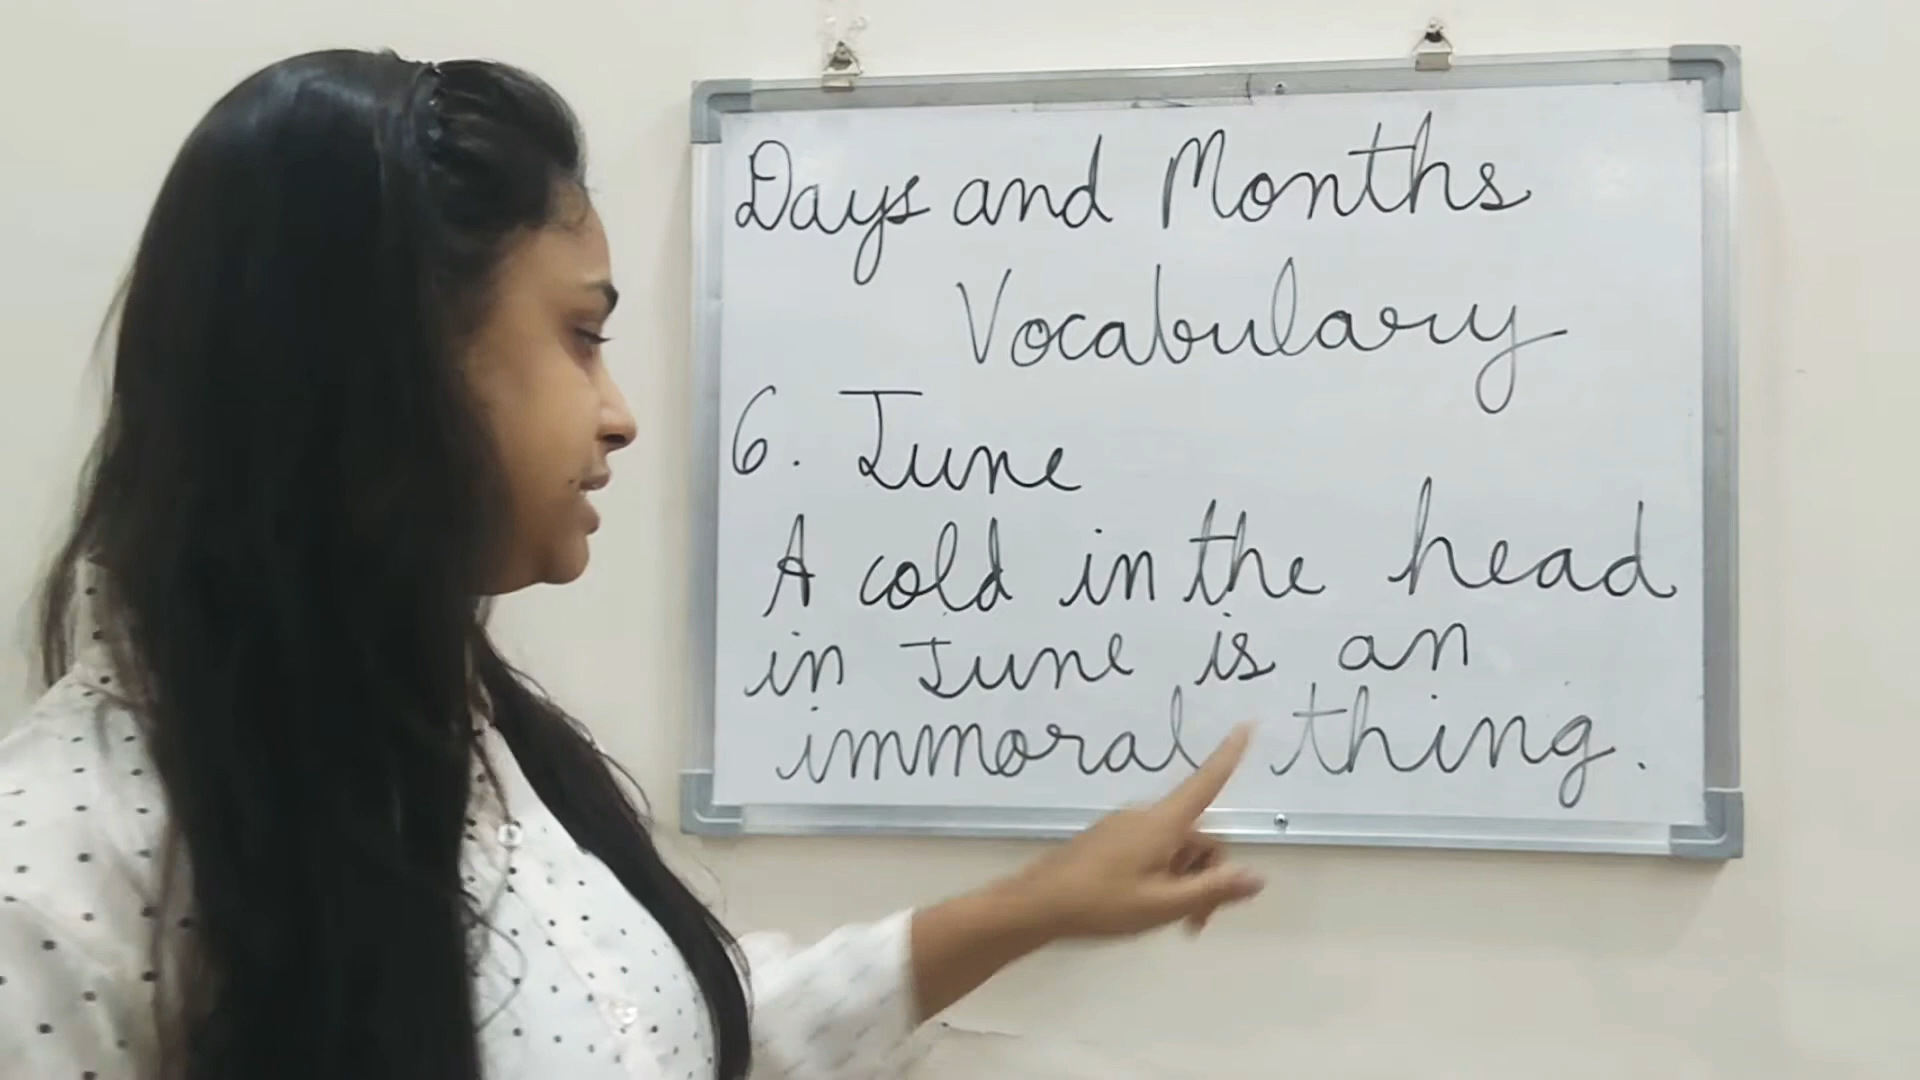 Days and Months
Vocabulary
6. June
A cold in the head
in June is an
immoral thing.